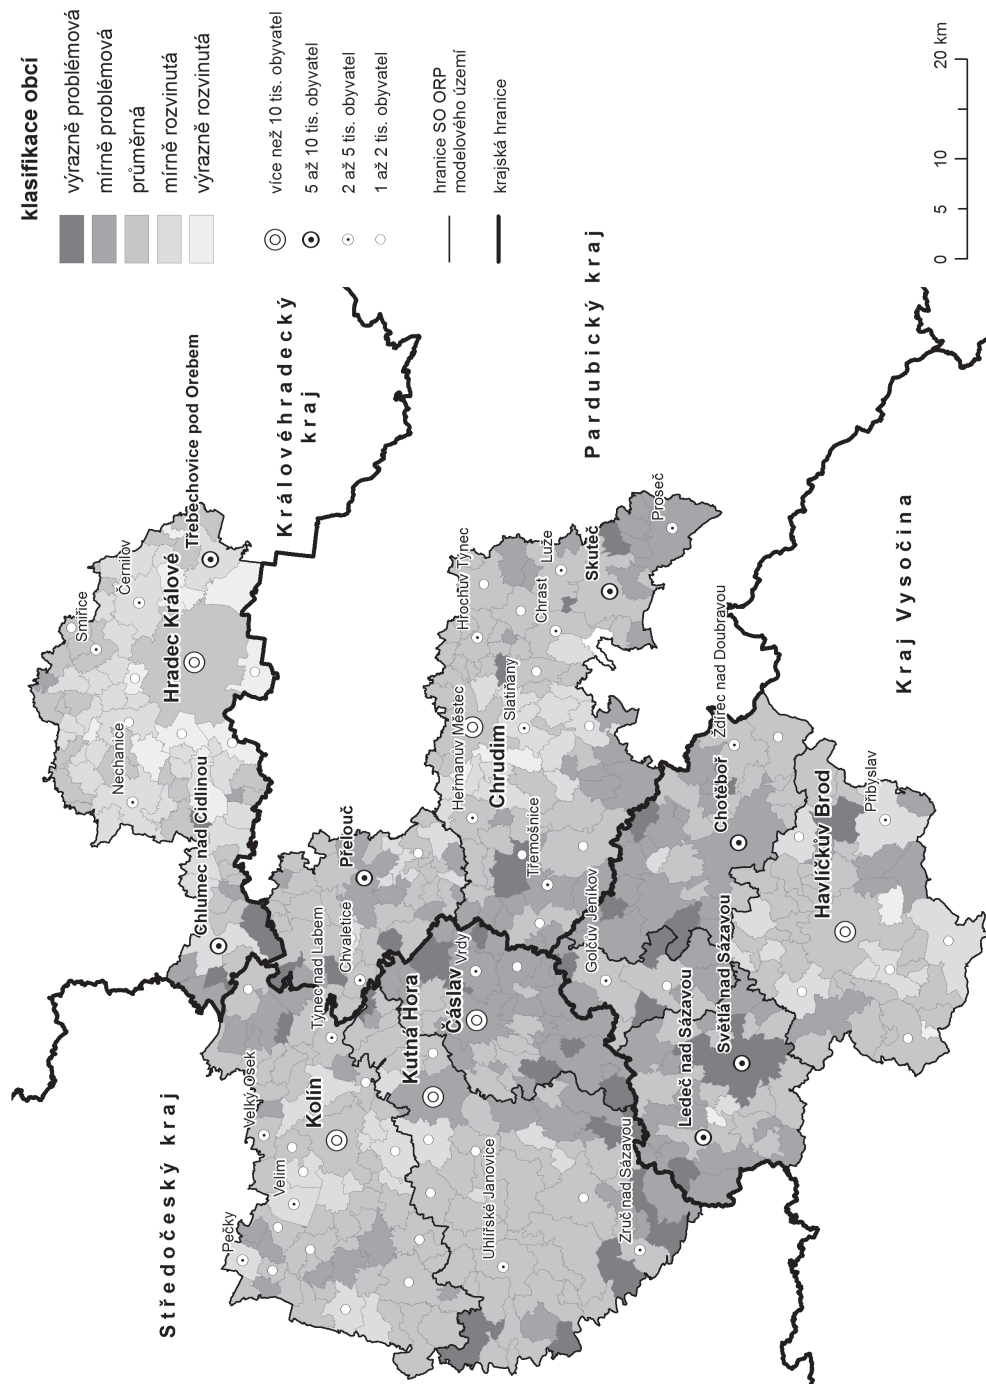 klasifikace obcí
výrazně problémová
mírně problémová
průměrná
mírně rozvinutá
výrazně rozvinutá
více než 10 tis. obyvatel
5 až 10 tis. obyvatel
2 až 5 tis. obyvatel
1 až 2 tis. obyvatel
hranice SO ORP
modelového území
krajská hranice
0
5
10
20 km
Středočeský kraj
Královéhradecký
kraj
Pardubický kraj
Kraj Vysočina
Smiřice
Černilov
Třebechovice pod Orebem
Hradec Králové
Nechanice
Chlumec nad Cidlinou
Přelouč
Týnec nad Labem
Chvaletice
Velký Osek
Kolín
Velim
Pečky
Kutná Hora
Čáslav
Vrdy
Uhlířské Janovice
Zruč nad Sázavou
Heřmanův Městec
Hrochův Týnec
Chrudim
Slatiňany
Chrast
Luže
Skuteč
Proseč
Třemošnice
Golčův Jeníkov
Ždírec nad Doubravou
Chotěboř
Světlá nad Sázavou
Ledeč nad Sázavou
Havlíčkův Brod
Přibyslav